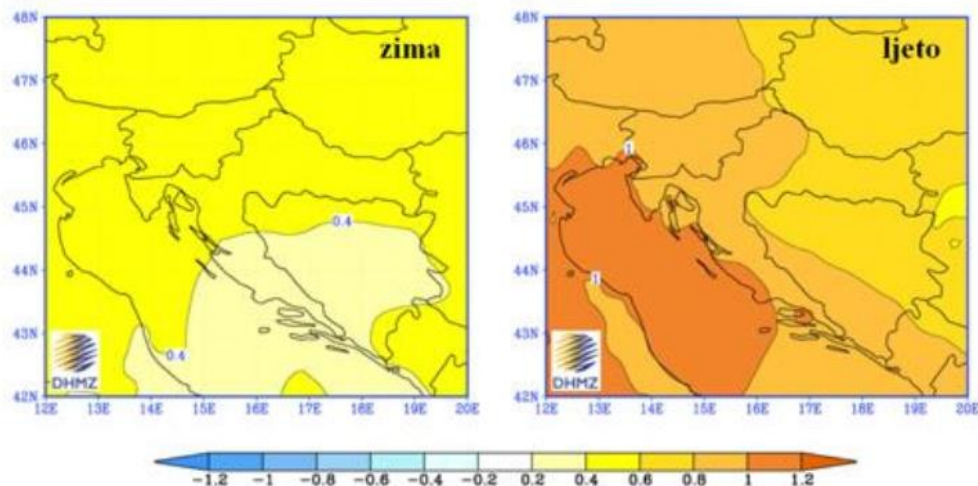 zima
48N
47N
46N
45N
44N
43N
42N
12E 13E 14E 15E 16E 17E 18E 19E 20E
0.4
0.4
DHMZ
ljeto
48N
47N
46N
45N
44N
43N
42N
12E 13E 14E 15E 16E 17E 18E 19E 20E
1
1
DHMZ
-1.2 -1 -0.8 -0.6 -0.4 -0.2 0.2 0.4 0.6 0.8 1 1.2